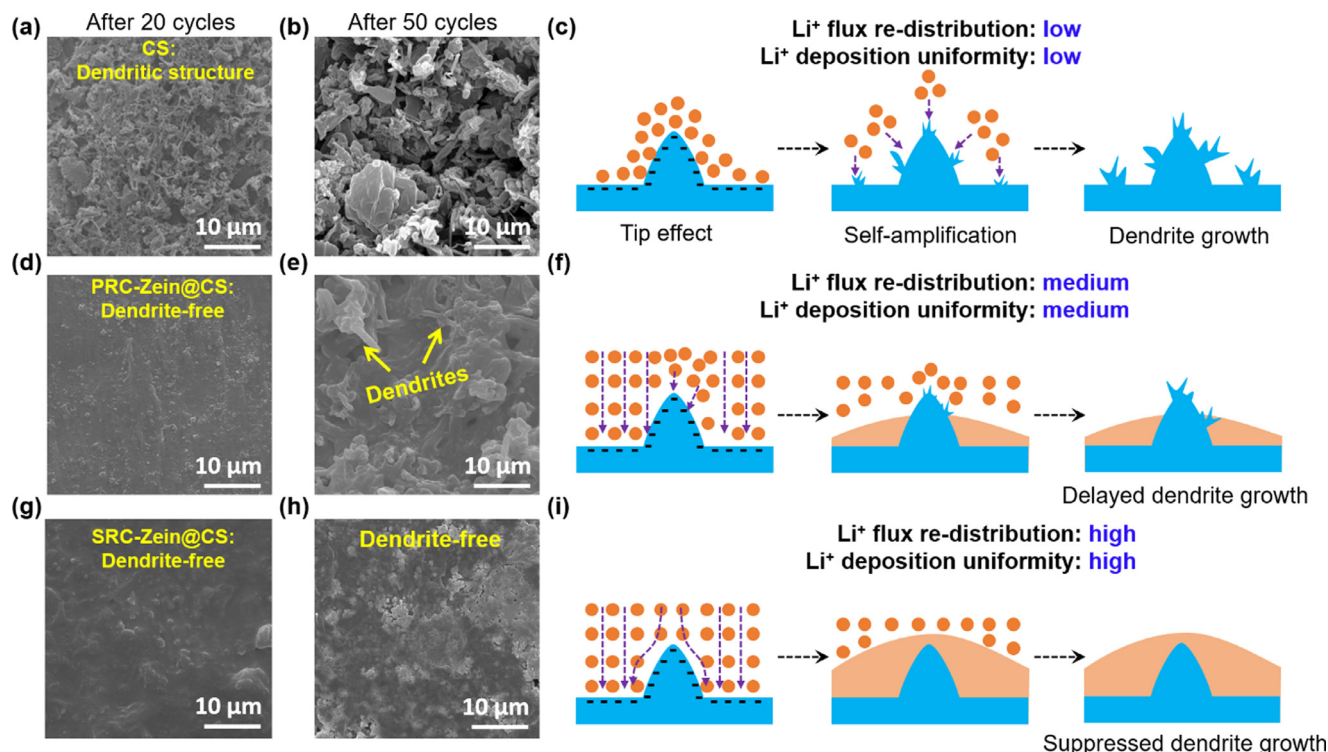 After 20 cycles
After 50 cycles
(a)
CS:
Dendritic structure
10 µm
(b)
10 µm
(c)
Li⁺ flux re-distribution: low
Li⁺ deposition uniformity: low
Tip effect
Self-amplification
Dendrite growth
(d)
PRC-Zein@CS:
Dendrite-free
10 µm
(e)
Dendrites
10 µm
(f)
Li⁺ flux re-distribution: medium
Li⁺ deposition uniformity: medium
Delayed dendrite growth
(g)
SRC-Zein@CS:
Dendrite-free
10 µm
(h)
Dendrite-free
10 µm
(i)
Li⁺ flux re-distribution: high
Li⁺ deposition uniformity: high
Suppressed dendrite growth